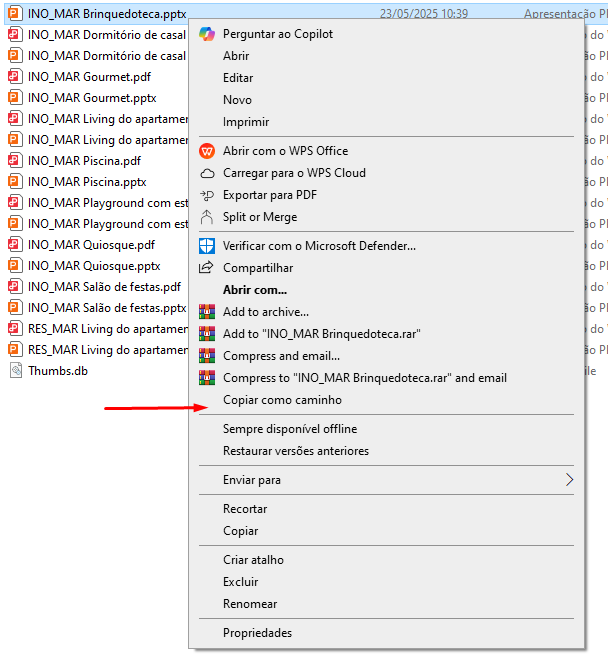 INO_MAR Brinquedoteca.pptx 23/05/2025 10:39 Apresentação P
INO_MAR Dormitório de casal
INO_MAR Dormitório de casal
INO_MAR Gourmet.pdf
INO_MAR Gourmet.pptx
INO_MAR Living do apartame
INO_MAR Living do apartame
INO_MAR Piscina.pdf
INO_MAR Piscina.pptx
INO_MAR Playground com est
INO_MAR Playground com est
INO_MAR Quiosque.pdf
INO_MAR Quiosque.pptx
INO_MAR Salão de festas.pdf
INO_MAR Salão de festas.pptx
RES_MAR Living do apartamen
RES_MAR Living do apartamen
Thumbs.db
Perguntar ao Copilot
Abrir
Editar
Novo
Imprimir
Abrir com o WPS Office
Carregar para o WPS Cloud
Exportar para PDF
Split or Merge
Verificar com o Microsoft Defender...
Compartilhar
Abrir com...
Add to archive...
Add to "INO_MAR Brinquedoteca.rar"
Compress and email...
Compress to "INO_MAR Brinquedoteca.rar" and email
Copiar como caminho
Sempre disponível offline
Restaurar versões anteriores
Enviar para
Recortar
Copiar
Criar atalho
Excluir
Renomear
Propriedades